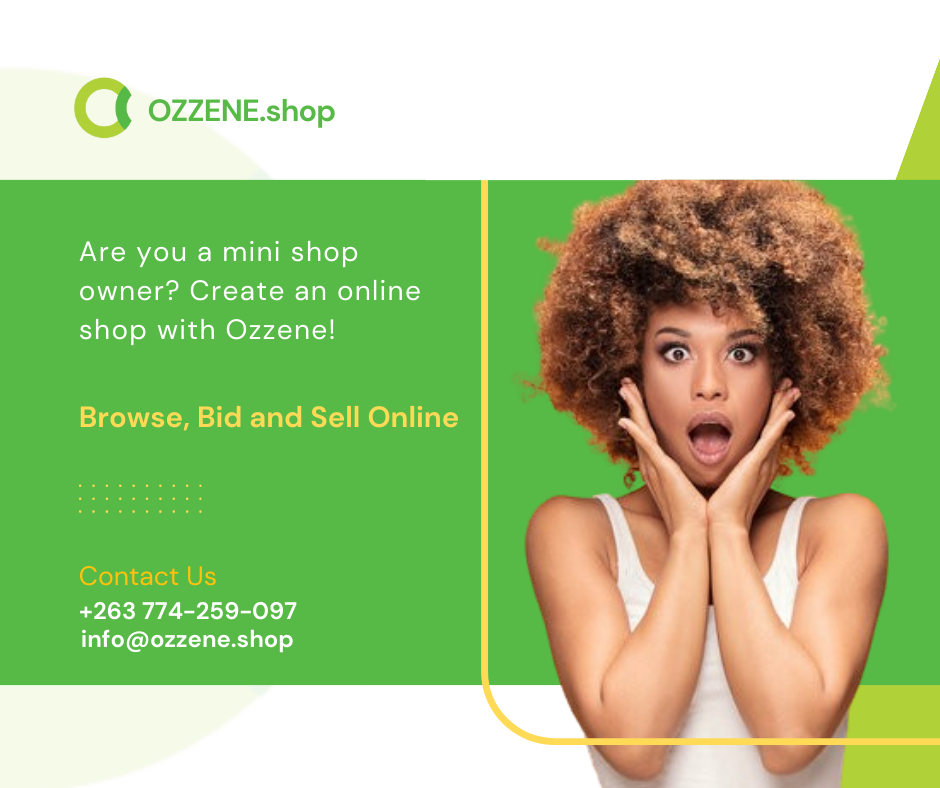 OZZENE.shop
Are you a mini shop
owner? Create an online
shop with Ozzene!
Browse, Bid and Sell Online
Contact Us
+263 774-259-097
info@ozzene.shop